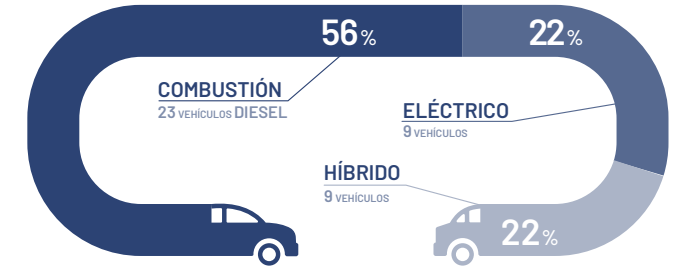 56%
22%
COMBUSTIÓN
23 VEHÍCULOS DIESEL
ELÉCTRICO
9 VEHÍCULOS
HÍBRIDO
9 VEHÍCULOS
22%